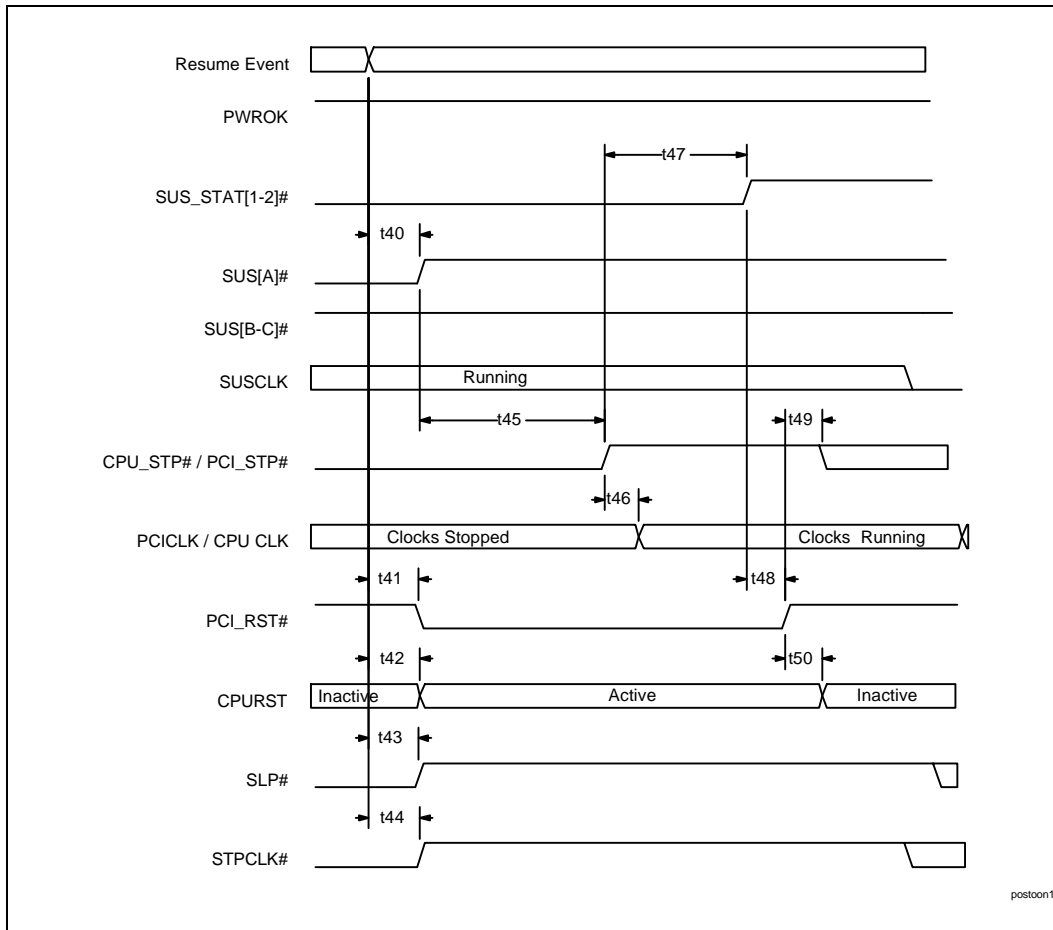 Resume Event
PWROK
t47
SUS_STAT[1-2]#
t40
SUS[A]#
SUS[B-C]#
SUSCLK
Running
t45
t49
CPU_STP# / PCI_STP#
t46
PCICLK / CPU CLK
Clocks Stopped
Clocks Running
t41
t48
PCI_RST#
t42
t50
CPURST
Inactive
Active
Inactive
t43
SLP#
t44
STPCLK#
postoon1